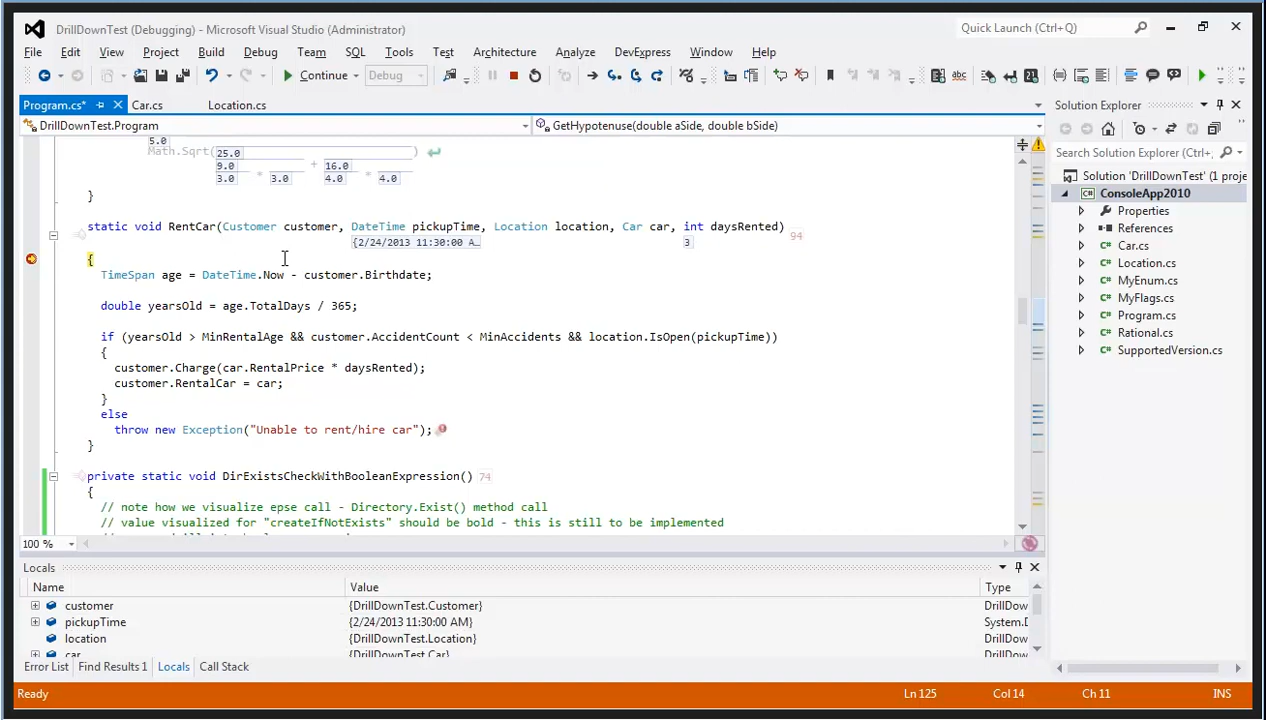 DrillDownTest (Debugging) - Microsoft Visual Studio (Administrator)
Quick Launch (Ctrl+Q)
File Edit View Project Build Debug Team SQL Tools Test Architecture Analyze DevExpress Window Help
Continue Debug
Program.cs* Car.cs Location.cs
DrillDownTest.Program GetHypotenuse(double aSide, double bSide)
5.0
Math.Sqrt( 25.0 )
9.0 + 16.0
3.0 * 3.0 4.0 * 4.0
}
static void RentCar(Customer customer, DateTime pickupTime, Location location, Car car, int daysRented) 94
{2/24/2013 11:30:00 A... 3
{
TimeSpan age = DateTime.Now - customer.Birthdate;
double yearsOld = age.TotalDays / 365;
if (yearsOld > MinRentalAge && customer.AccidentCount < MinAccidents && location.IsOpen(pickupTime))
{
customer.Charge(car.RentalPrice * daysRented);
customer.RentalCar = car;
}
else
throw new Exception("Unable to rent/hire car");
}
private static void DirExistsCheckWithBooleanExpression() 74
{
// note how we visualize epse call - Directory.Exist() method call
// value visualized for "createIfNotExists" should be bold - this is still to be implemented
100 %
Locals
Name Value Type
customer {DrillDownTest.Customer} DrillDow
pickupTime {2/24/2013 11:30:00 AM} System.D
location {DrillDownTest.Location} DrillDow
car {DrillDownTest.Car} DrillDow
Error List Find Results 1 Locals Call Stack
Ready Ln 125 Col 14 Ch 11 INS
Solution Explorer
Search Solution Explorer (Ctrl+
Solution 'DrillDownTest' (1 proje
ConsoleApp2010
Properties
References
Car.cs
Location.cs
MyEnum.cs
MyFlags.cs
Program.cs
Rational.cs
SupportedVersion.cs